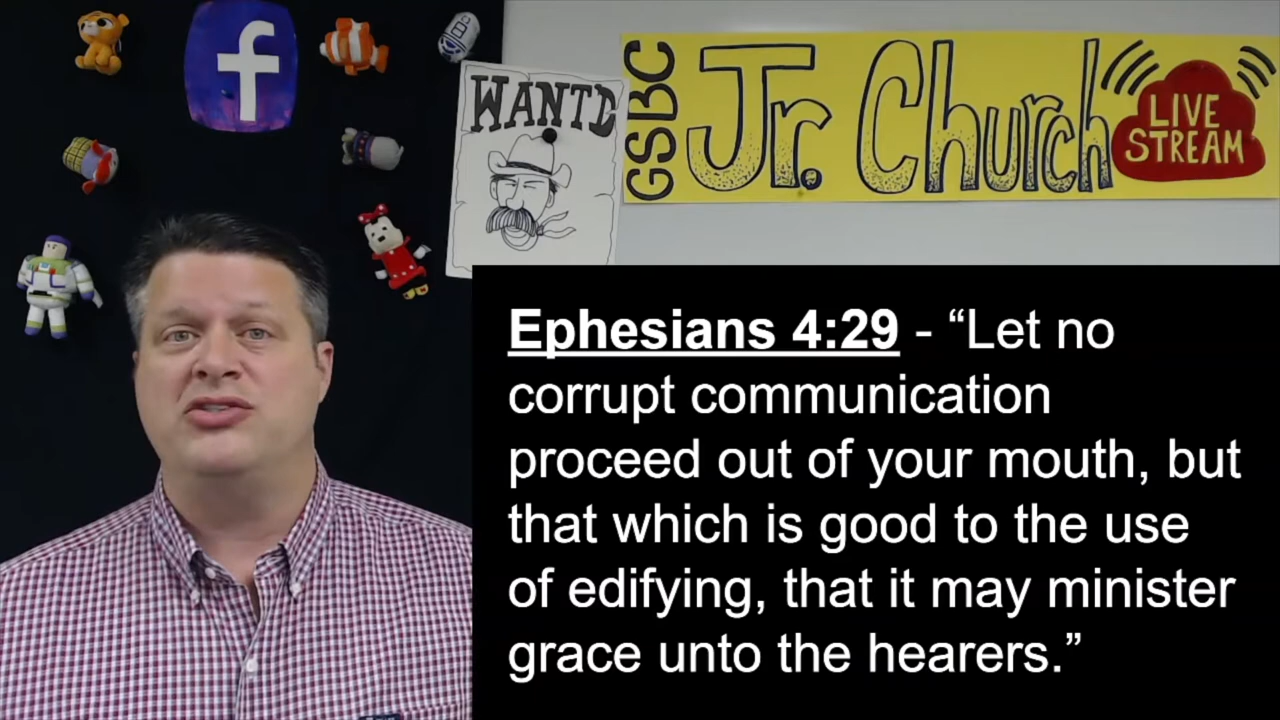 f
WANTD
GSBC
Jr. Church
LIVE
STREAM
Ephesians 4:29 - “Let no
corrupt communication
proceed out of your mouth, but
that which is good to the use
of edifying, that it may minister
grace unto the hearers.”